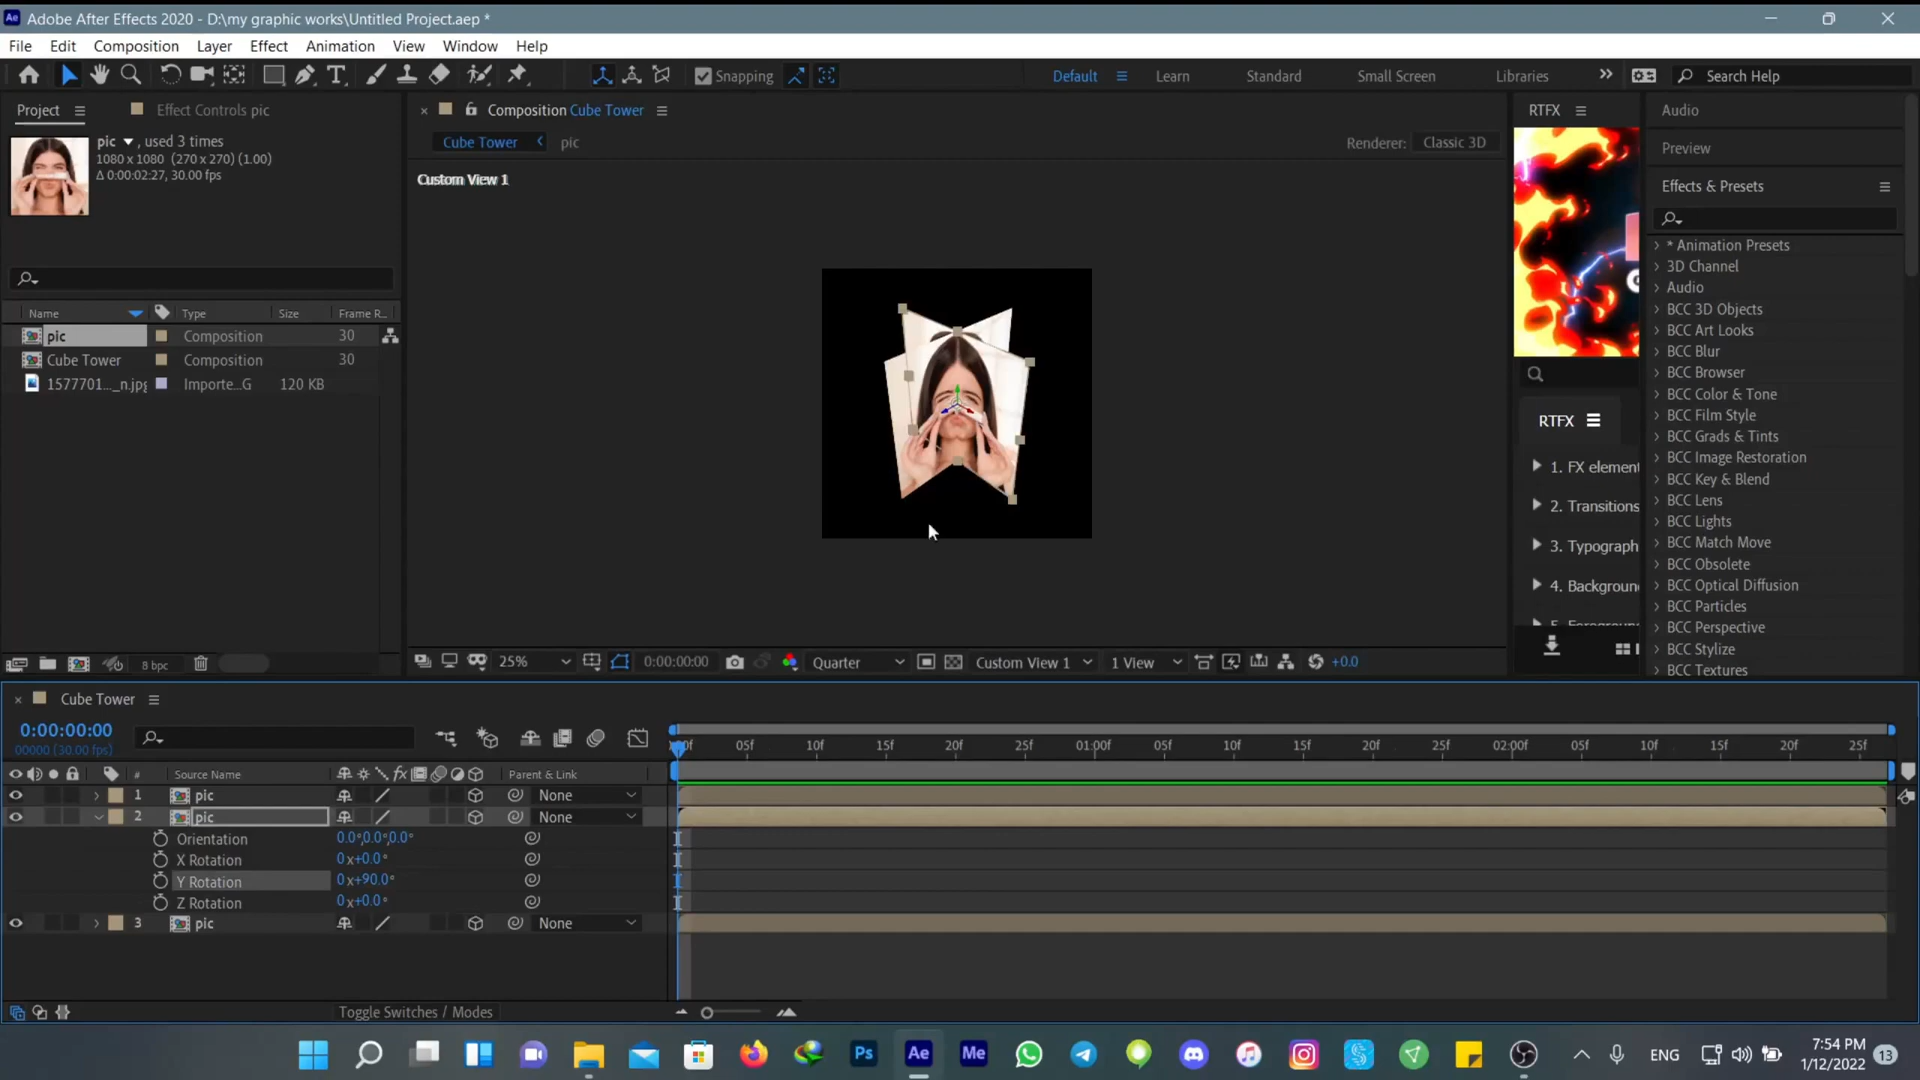 Adobe After Effects 2020 - D:\my graphic works\Untitled Project.aep *
File Edit Composition Layer Effect Animation View Window Help
Snapping
Default Learn Standard Small Screen Libraries Search Help
Project Effect Controls pic
pic , used 3 times
1080 x 1080 (270 x 270) (1.00)
Δ 0:00:02:27, 30.00 fps
Name Type Size Frame R...
pic Composition 30
Cube Tower Composition 30
1577701..._n.jpg Importe...G 120 KB
8 bpc
Composition Cube Tower
Cube Tower pic
Renderer: Classic 3D
Custom View 1
25% 0:00:00:00 Quarter Custom View 1 1 View +0.0
RTFX
RTFX
1. FX element
2. Transitions
3. Typograph
4. Background
Audio
Preview
Effects & Presets
* Animation Presets
3D Channel
Audio
BCC 3D Objects
BCC Art Looks
BCC Blur
BCC Browser
BCC Color & Tone
BCC Film Style
BCC Grads & Tints
BCC Image Restoration
BCC Key & Blend
BCC Lens
BCC Lights
BCC Match Move
BCC Obsolete
BCC Optical Diffusion
BCC Particles
BCC Perspective
BCC Stylize
BCC Textures
Cube Tower
0:00:00:00
00000 (30.00 fps)
05f 10f 15f 20f 25f 01:00f 05f 10f 15f 20f 25f 02:00f 05f 10f 15f 20f 25f
# Source Name fx Parent & Link
1 pic None
2 pic None
Orientation 0.0°,0.0°,0.0°
X Rotation 0x+0.0°
Y Rotation 0x+90.0°
Z Rotation 0x+0.0°
3 pic None
Toggle Switches / Modes
Ps Ae Me
ENG
7:54 PM
1/12/2022
13